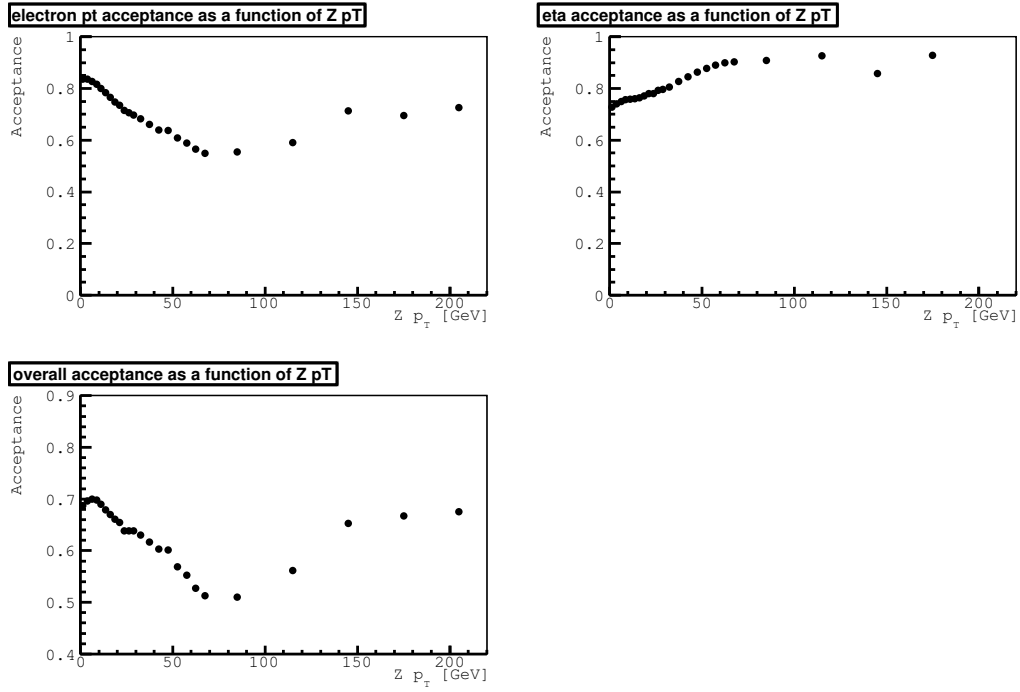 electron pt acceptance as a function of Z pT
Acceptance
1
0.8
0.6
0.4
0.2
0
0 50 100 150 200
Z p_T [GeV]
eta acceptance as a function of Z pT
Acceptance
1
0.8
0.6
0.4
0.2
0
0 50 100 150 200
Z p_T [GeV]
overall acceptance as a function of Z pT
Acceptance
0.9
0.8
0.7
0.6
0.5
0.4
0 50 100 150 200
Z p_T [GeV]